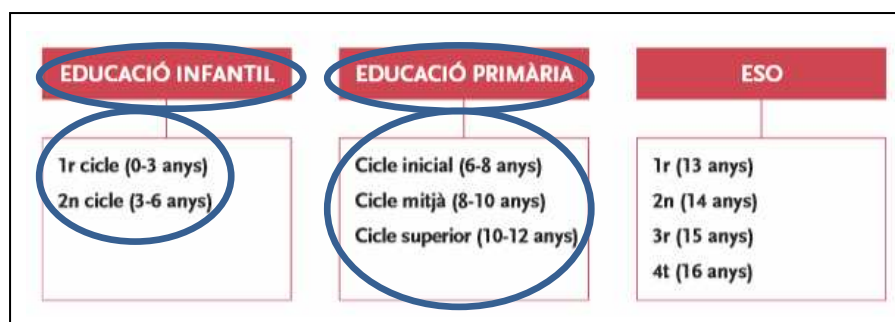 EDUCACIÓ INFANTIL
1r cicle (0-3 anys)
2n cicle (3-6 anys)
EDUCACIÓ PRIMÀRIA
Cicle inicial (6-8 anys)
Cicle mitjà (8-10 anys)
Cicle superior (10-12 anys)
ESO
1r (13 anys)
2n (14 anys)
3r (15 anys)
4t (16 anys)